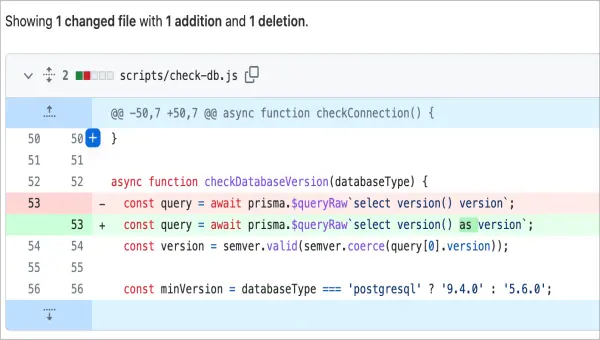 Showing 1 changed file with 1 addition and 1 deletion.
2 scripts/check-db.js
@@ -50,7 +50,7 @@ async function checkConnection() {
50 50 + }
51 51
52 52 async function checkDatabaseVersion(databaseType) {
53 - const query = await prisma.$queryRaw`select version() version`;
53 + const query = await prisma.$queryRaw`select version() as version`;
54 54 const version = semver.valid(semver.coerce(query[0].version));
55 55
56 56 const minVersion = databaseType === 'postgresql' ? '9.4.0' : '5.6.0';